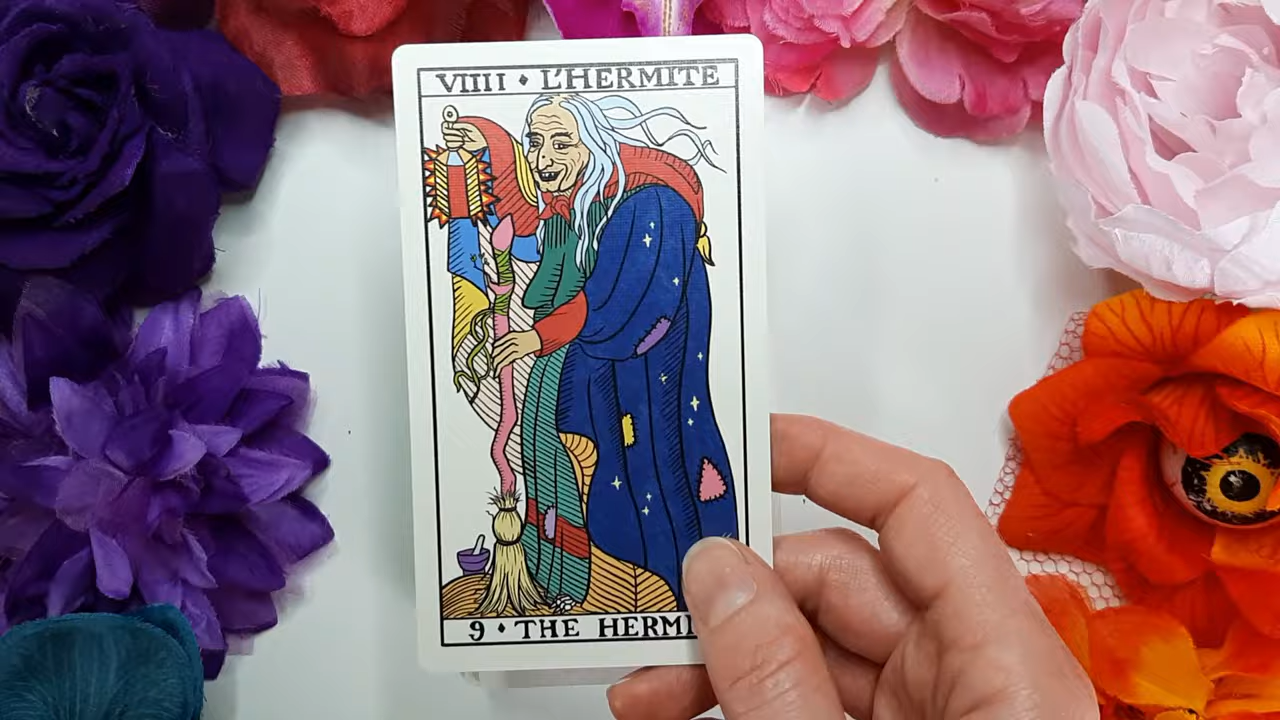 VIIII • L'HERMITE
9 • THE HERMI